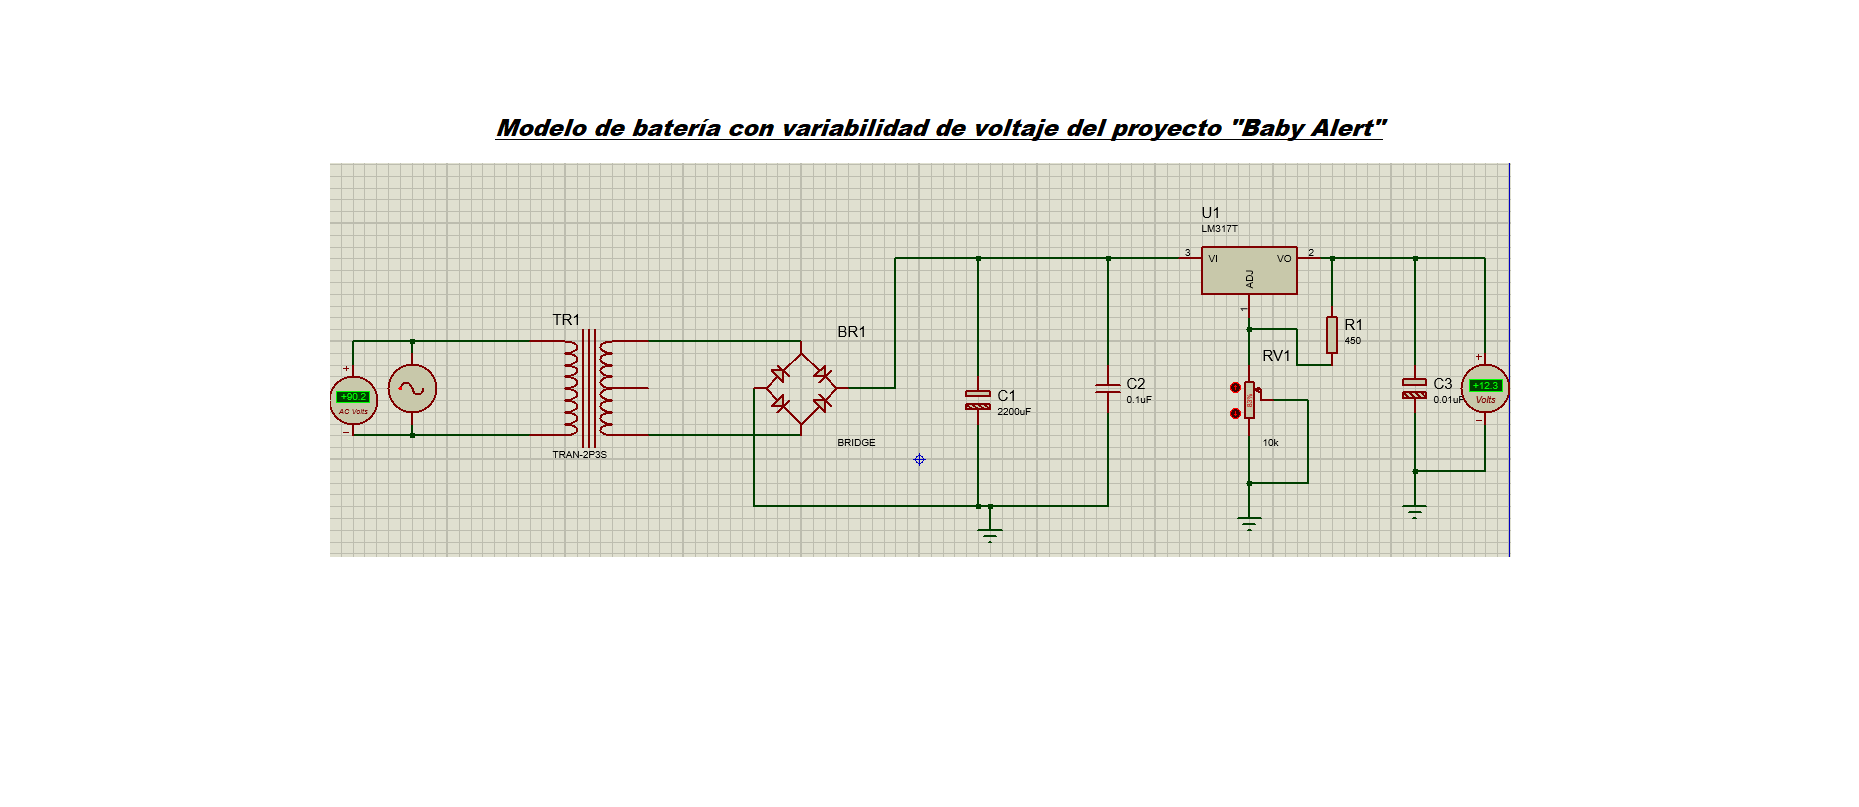 Modelo de batería con variabilidad de voltaje del proyecto "Baby Alert"
U1
LM317T
3
VI
VO
2
ADJ
1
TR1
TRAN-2P3S
BR1
BRIDGE
+
+90.2
AC Volts
−
C1
2200uF
C2
0.1uF
R1
450
RV1
83%
10k
C3
0.01uF
+
+12.3
Volts
−